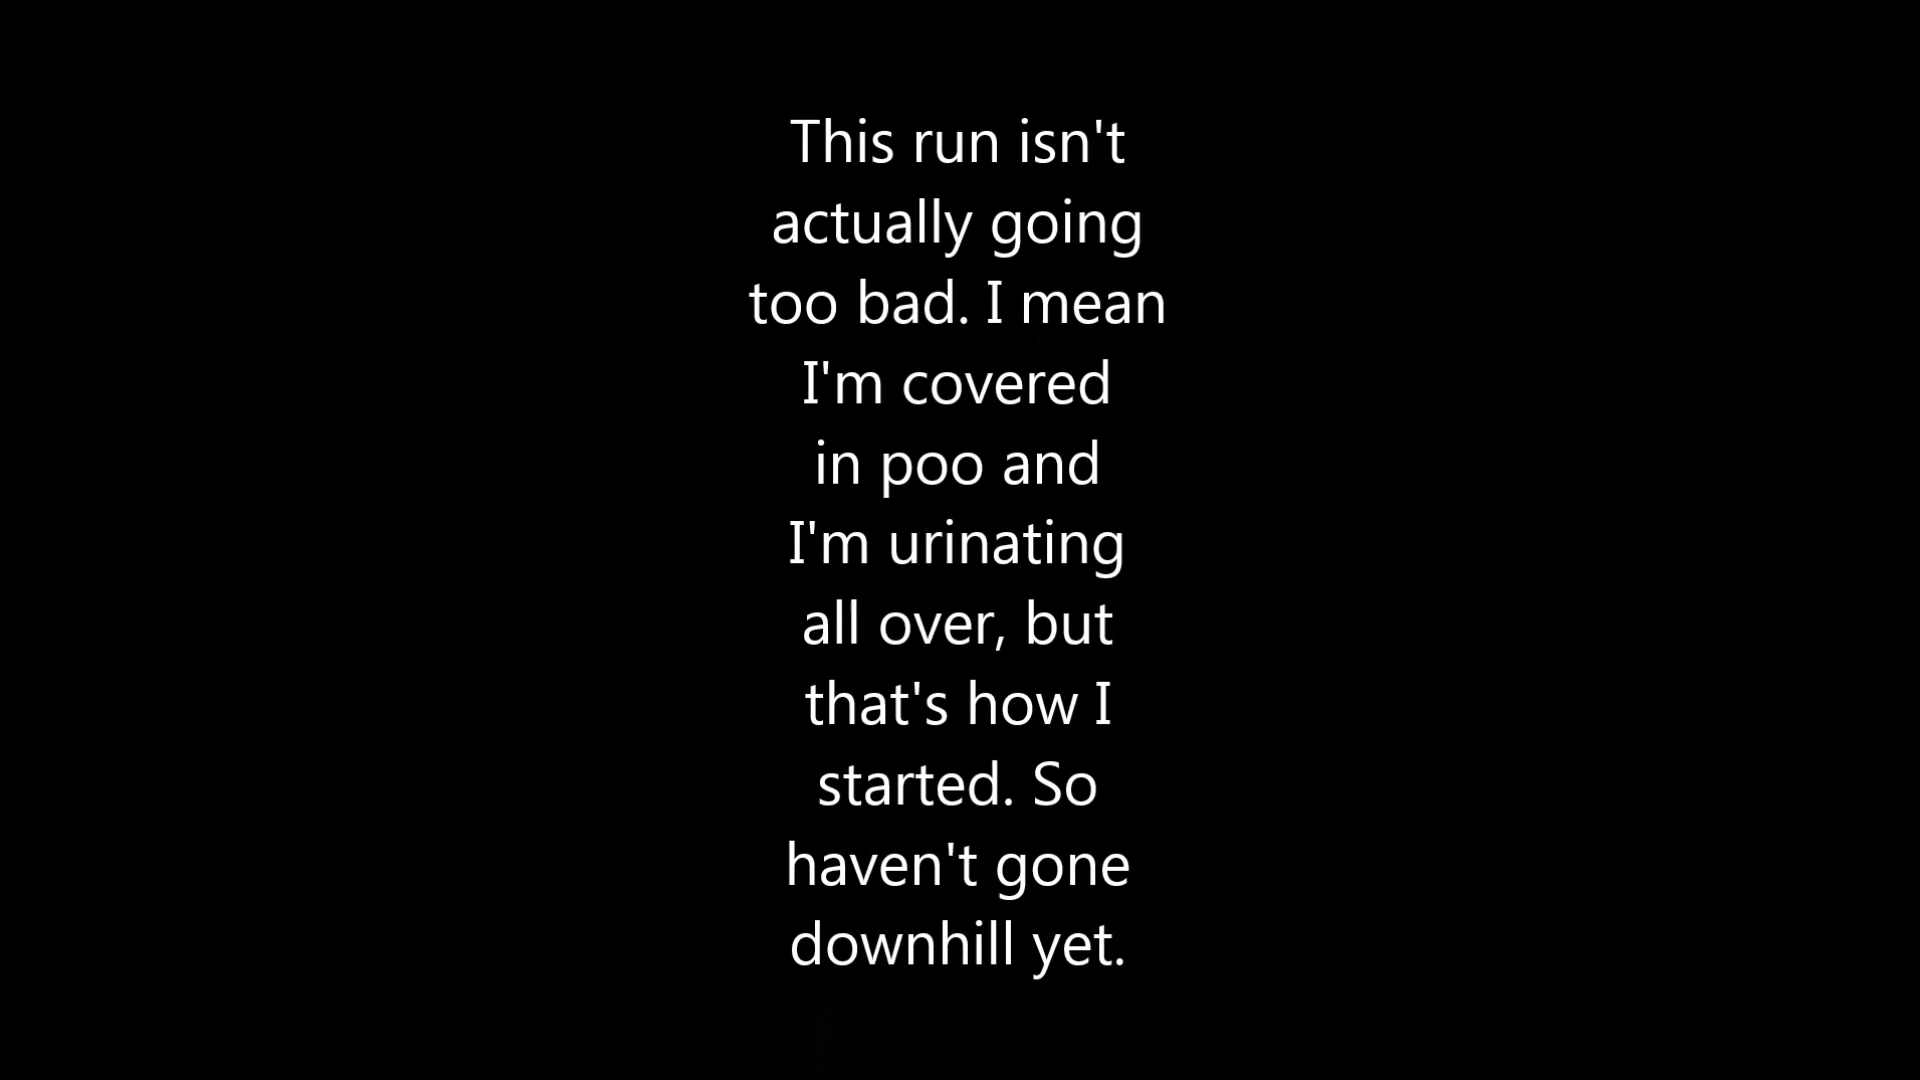 This run isn't
actually going
too bad. I mean
I'm covered
in poo and
I'm urinating
all over, but
that's how I
started. So
haven't gone
downhill yet.